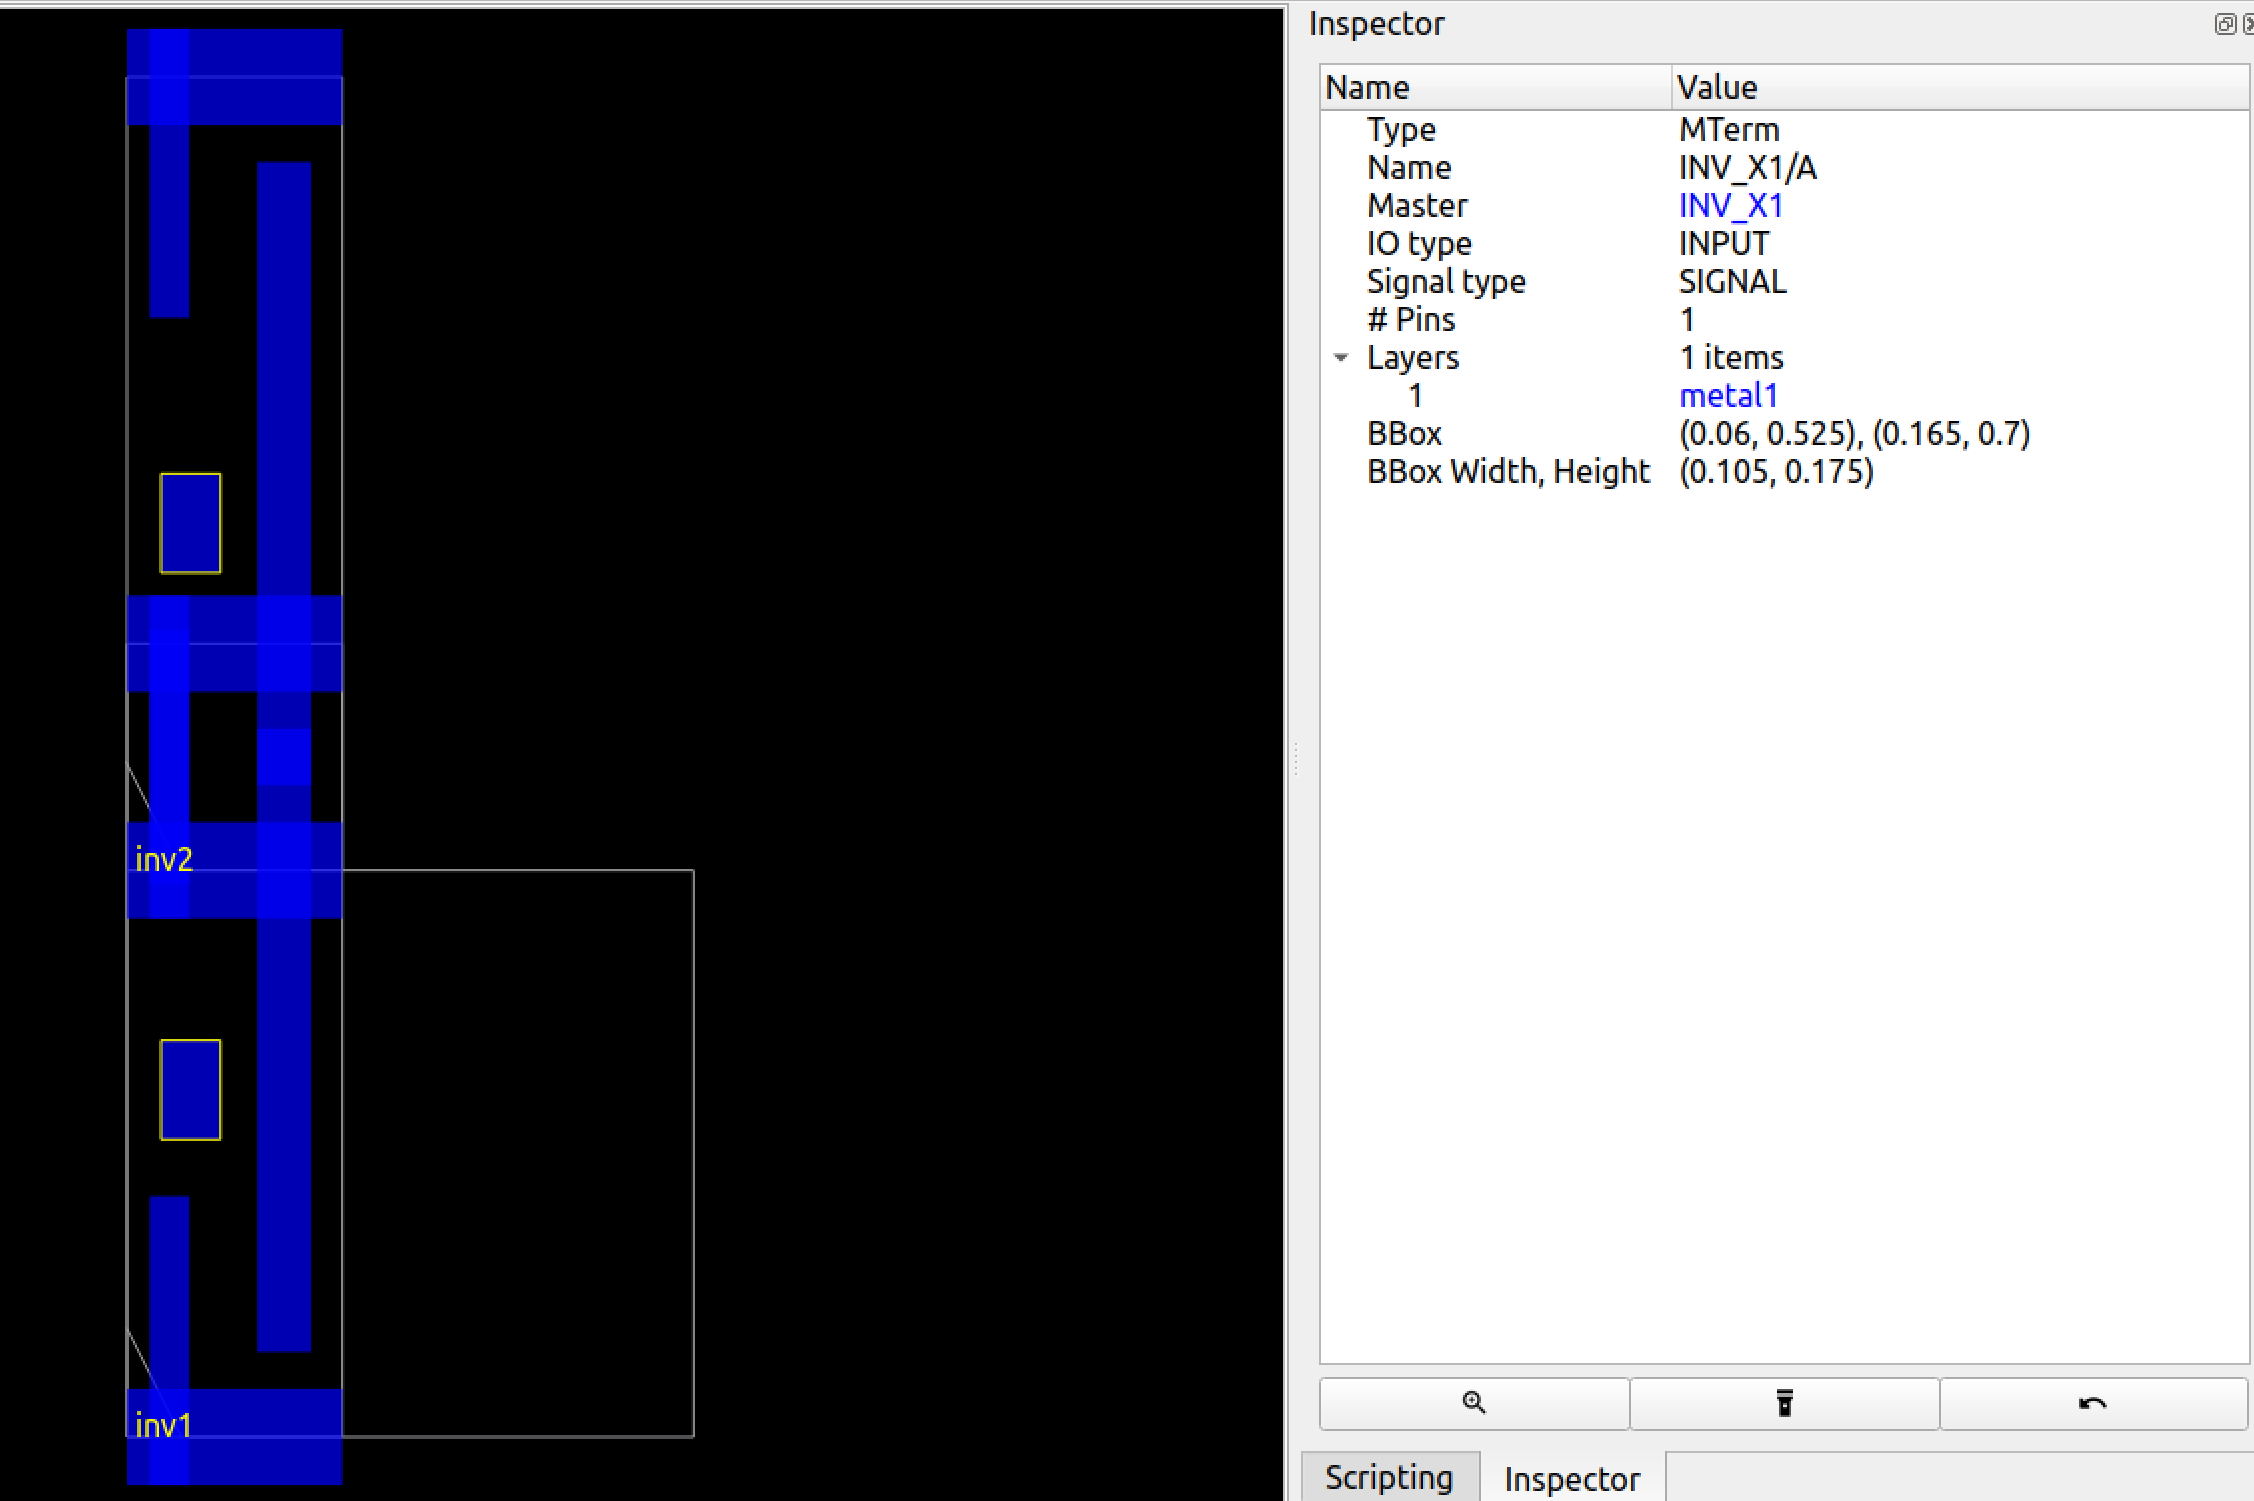 Inspector
Name Value
Type MTerm
Name INV_X1/A
Master INV_X1
IO type INPUT
Signal type SIGNAL
# Pins 1
Layers 1 items
1 metal1
BBox (0.06, 0.525), (0.165, 0.7)
BBox Width, Height (0.105, 0.175)
inv2
inv1
Scripting Inspector